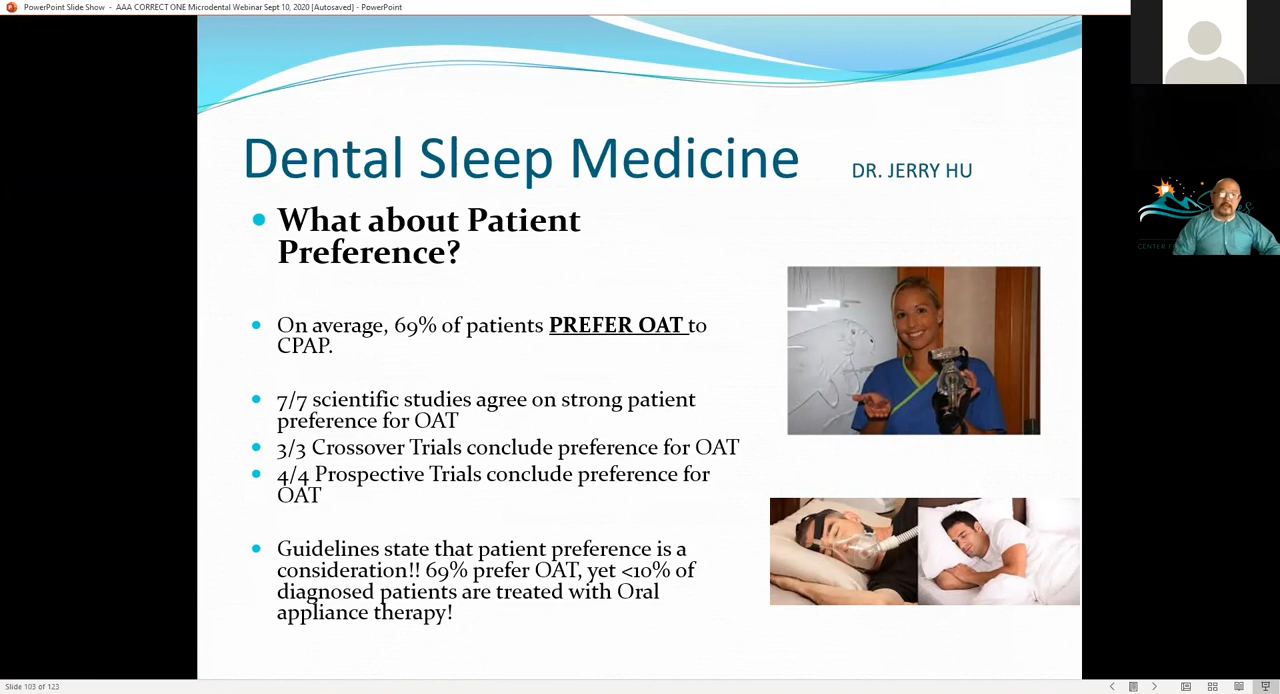 PowerPoint Slide Show - AAA CORRECT ONE Microdental Webinar Sept 10, 2020 [Autosaved] - PowerPoint
Dental Sleep Medicine DR. JERRY HU
What about Patient
Preference?
On average, 69% of patients PREFER OAT to
CPAP.
7/7 scientific studies agree on strong patient
preference for OAT
3/3 Crossover Trials conclude preference for OAT
4/4 Prospective Trials conclude preference for
OAT
Guidelines state that patient preference is a
consideration!! 69% prefer OAT, yet <10% of
diagnosed patients are treated with Oral
appliance therapy!
CENTER
Slide 103 of 123